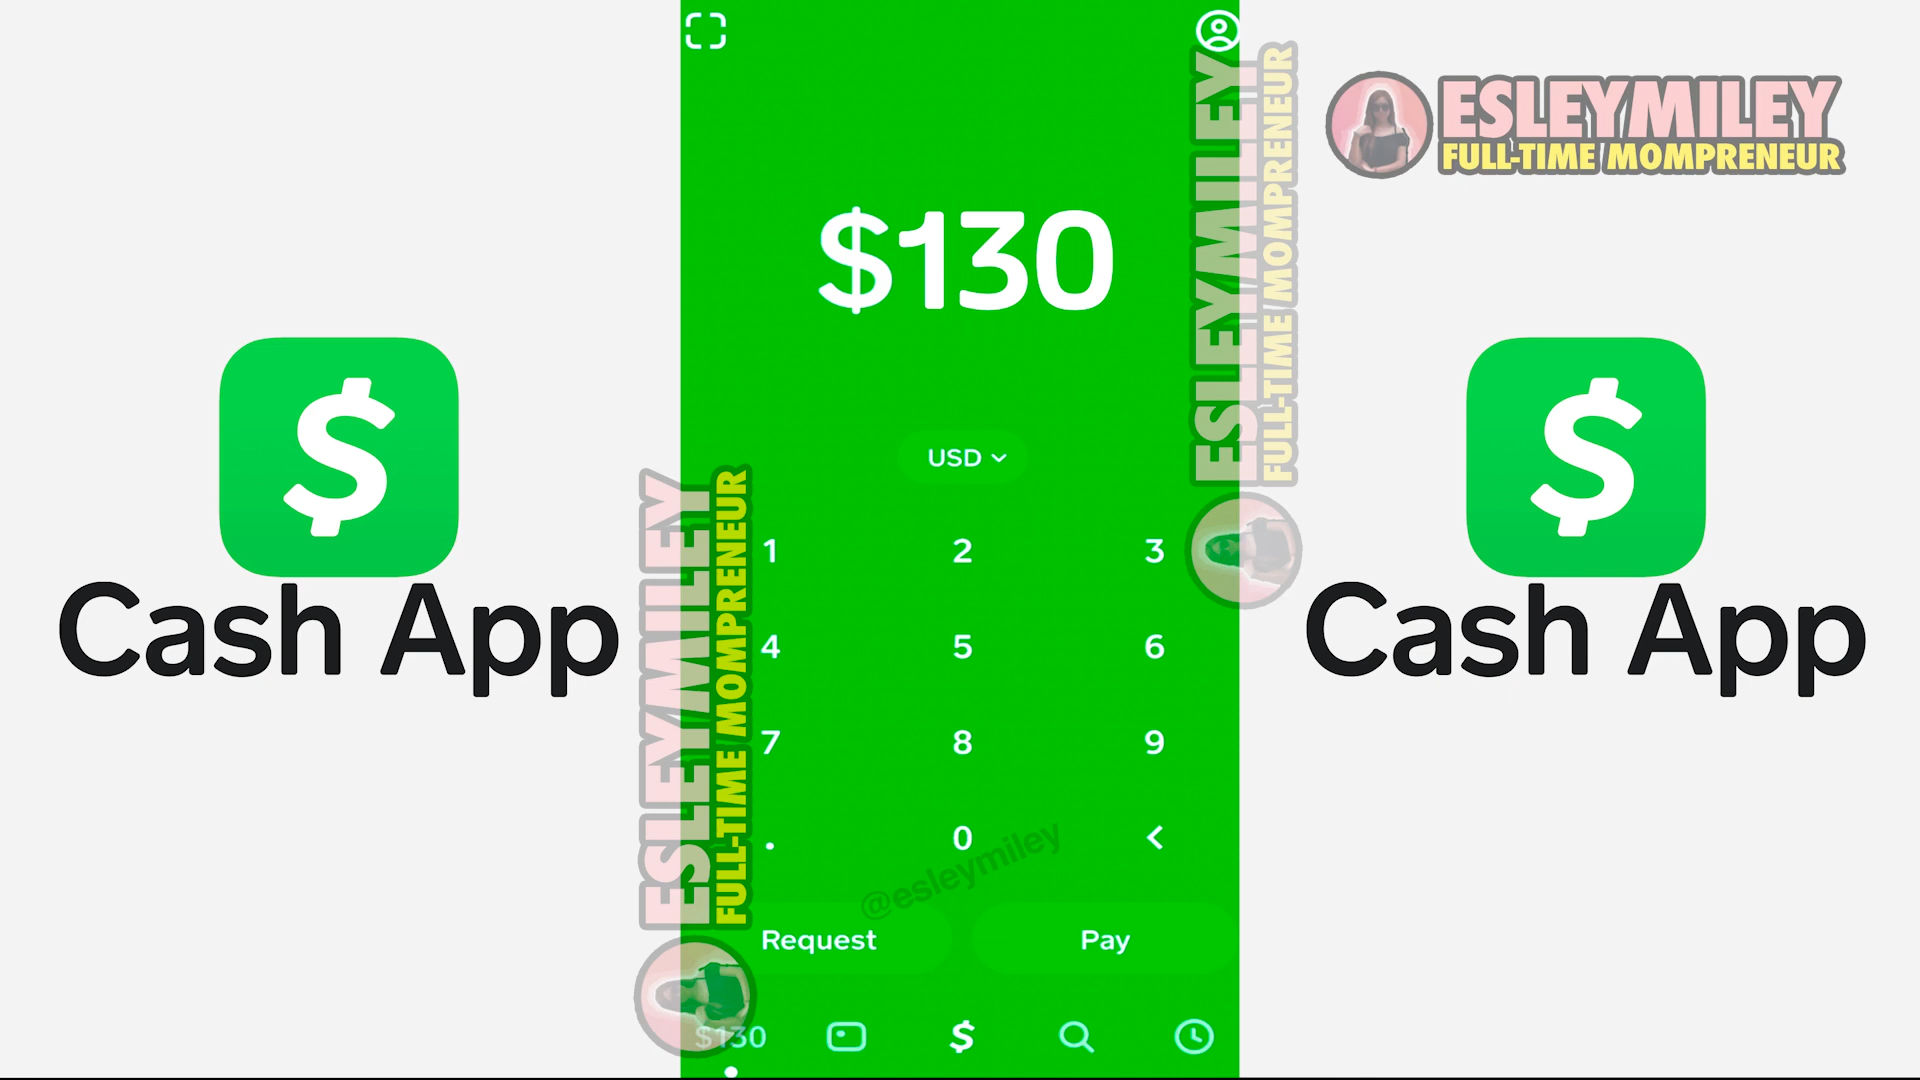 ESLEYMILEY
FULL-TIME MOMPRENEUR
$130
USD
1 2 3
4 5 6
7 8 9
. 0 <
@esleymiley
Request Pay
$130 $
$
Cash App
$
Cash App
ESLEYMILEY
FULL-TIME MOMPRENEUR
ESLEYMILEY
FULL-TIME MOMPRENEUR